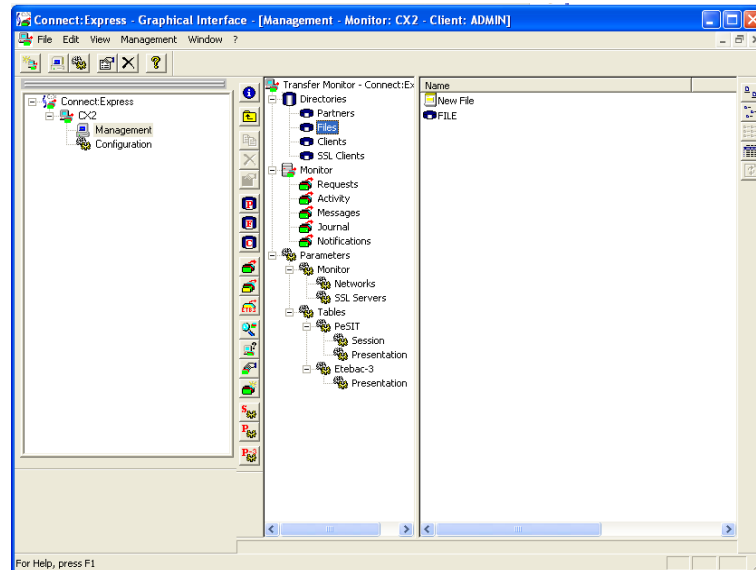 Connect:Express - Graphical Interface - [Management - Monitor: CX2 - Client: ADMIN]
File Edit View Management Window ?
Connect:Express
CX2
Management
Configuration
P
F
C
ETB3
S
P
P-3
Transfer Monitor - Connect:Ex
Directories
Partners
Files
Clients
SSL Clients
Monitor
Requests
Activity
Messages
Journal
Notifications
Parameters
Monitor
Networks
SSL Servers
Tables
PeSIT
Session
Presentation
Etebac-3
Presentation
Name
New File
FILE
For Help, press F1